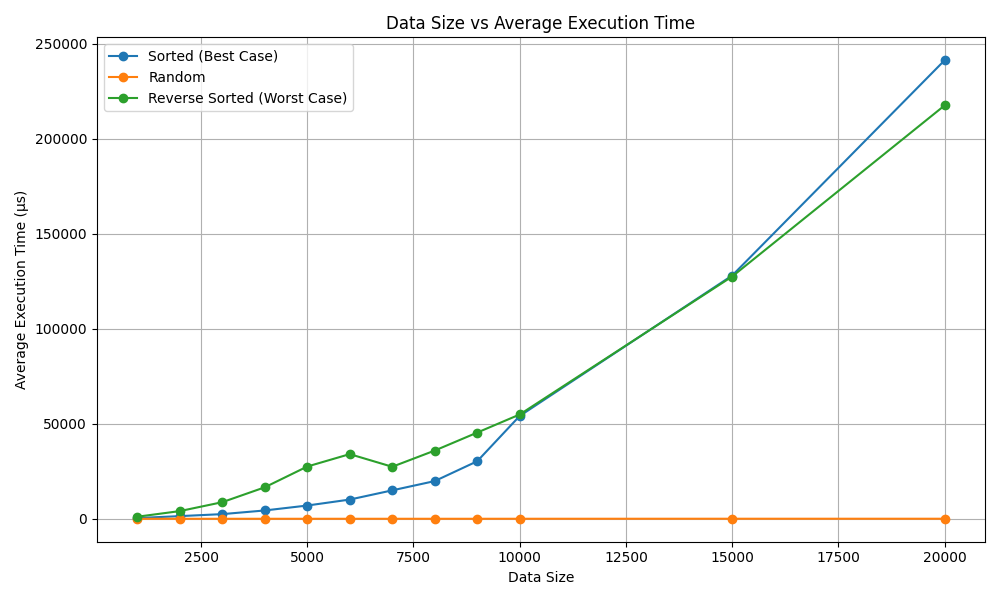 Data Size vs Average Execution Time
Sorted (Best Case)
Random
Reverse Sorted (Worst Case)
Average Execution Time (µs)
250000
200000
150000
100000
50000
0
2500
5000
7500
10000
12500
15000
17500
20000
Data Size